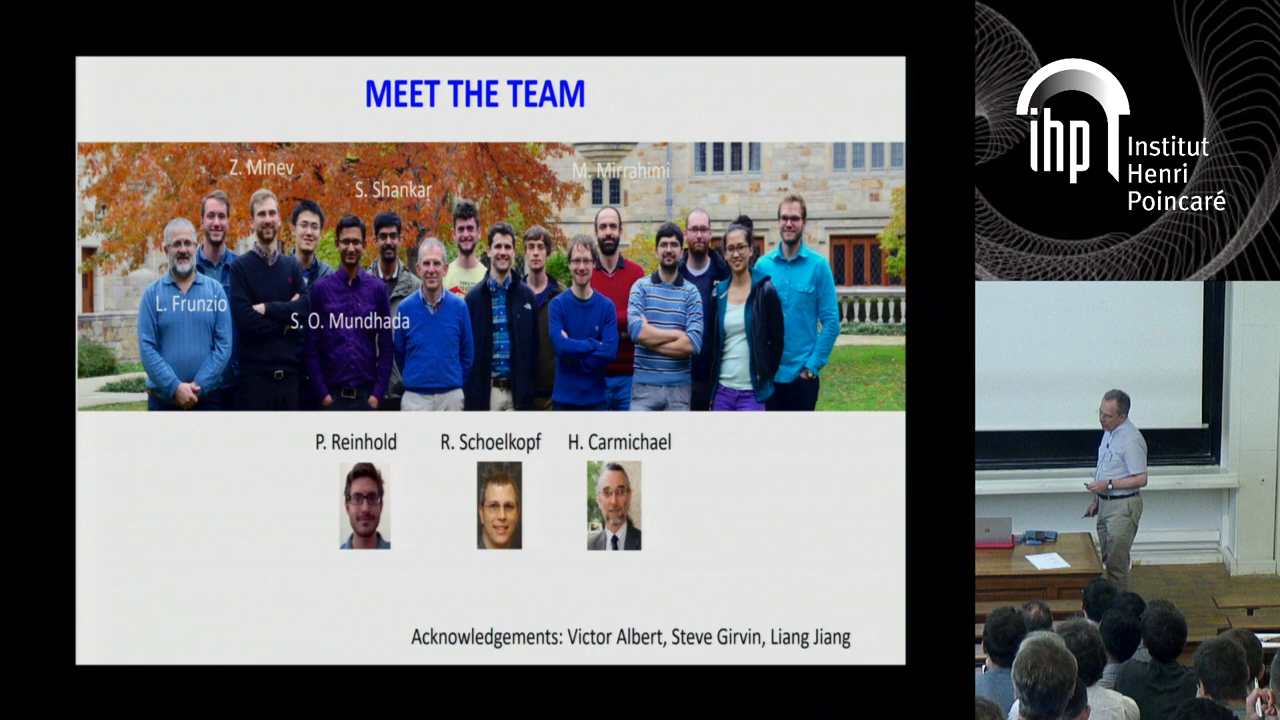 MEET THE TEAM
Z. Minev
M. Mirrahimi
S. Shankar
L. Frunzio
S. O. Mundhada
P. Reinhold R. Schoelkopf H. Carmichael
Acknowledgements: Victor Albert, Steve Girvin, Liang Jiang
ihp Institut
Henri
Poincaré